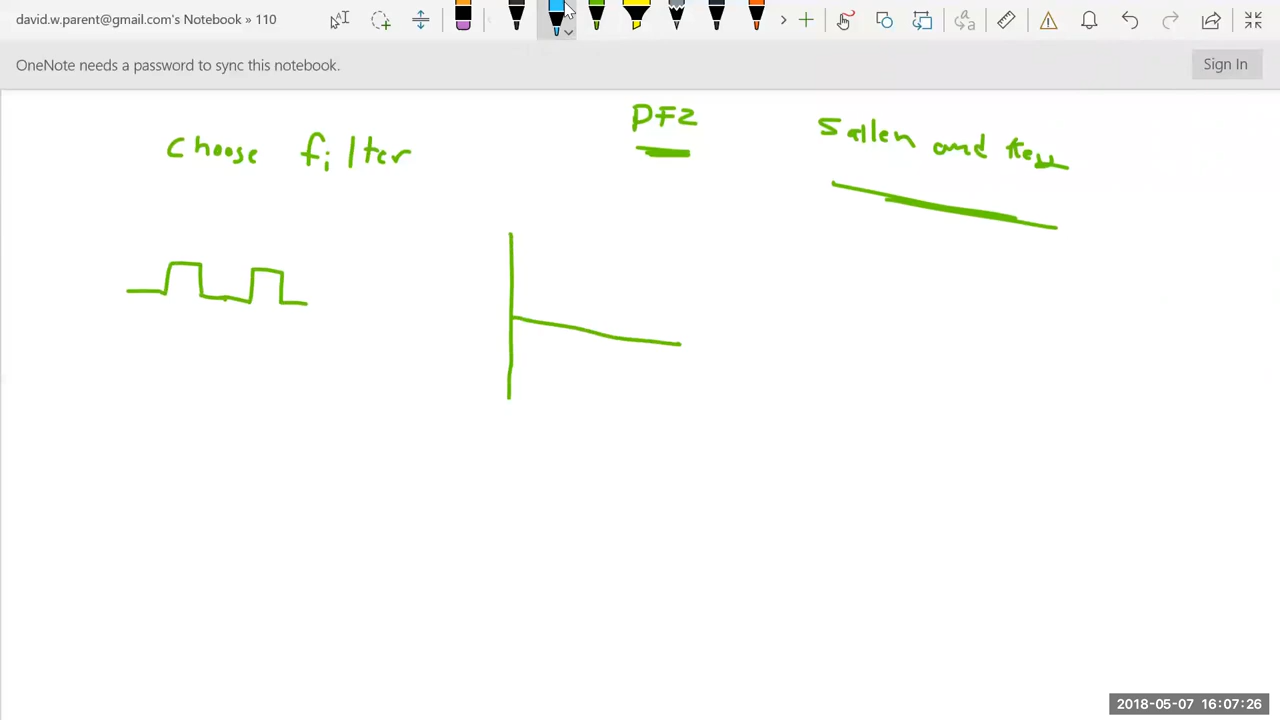 david.w.parent@gmail.com's Notebook > 110
OneNote needs a password to sync this notebook.
Sign In
Choose filter
DF2
Sallen and Key
2018-05-07 16:07:26